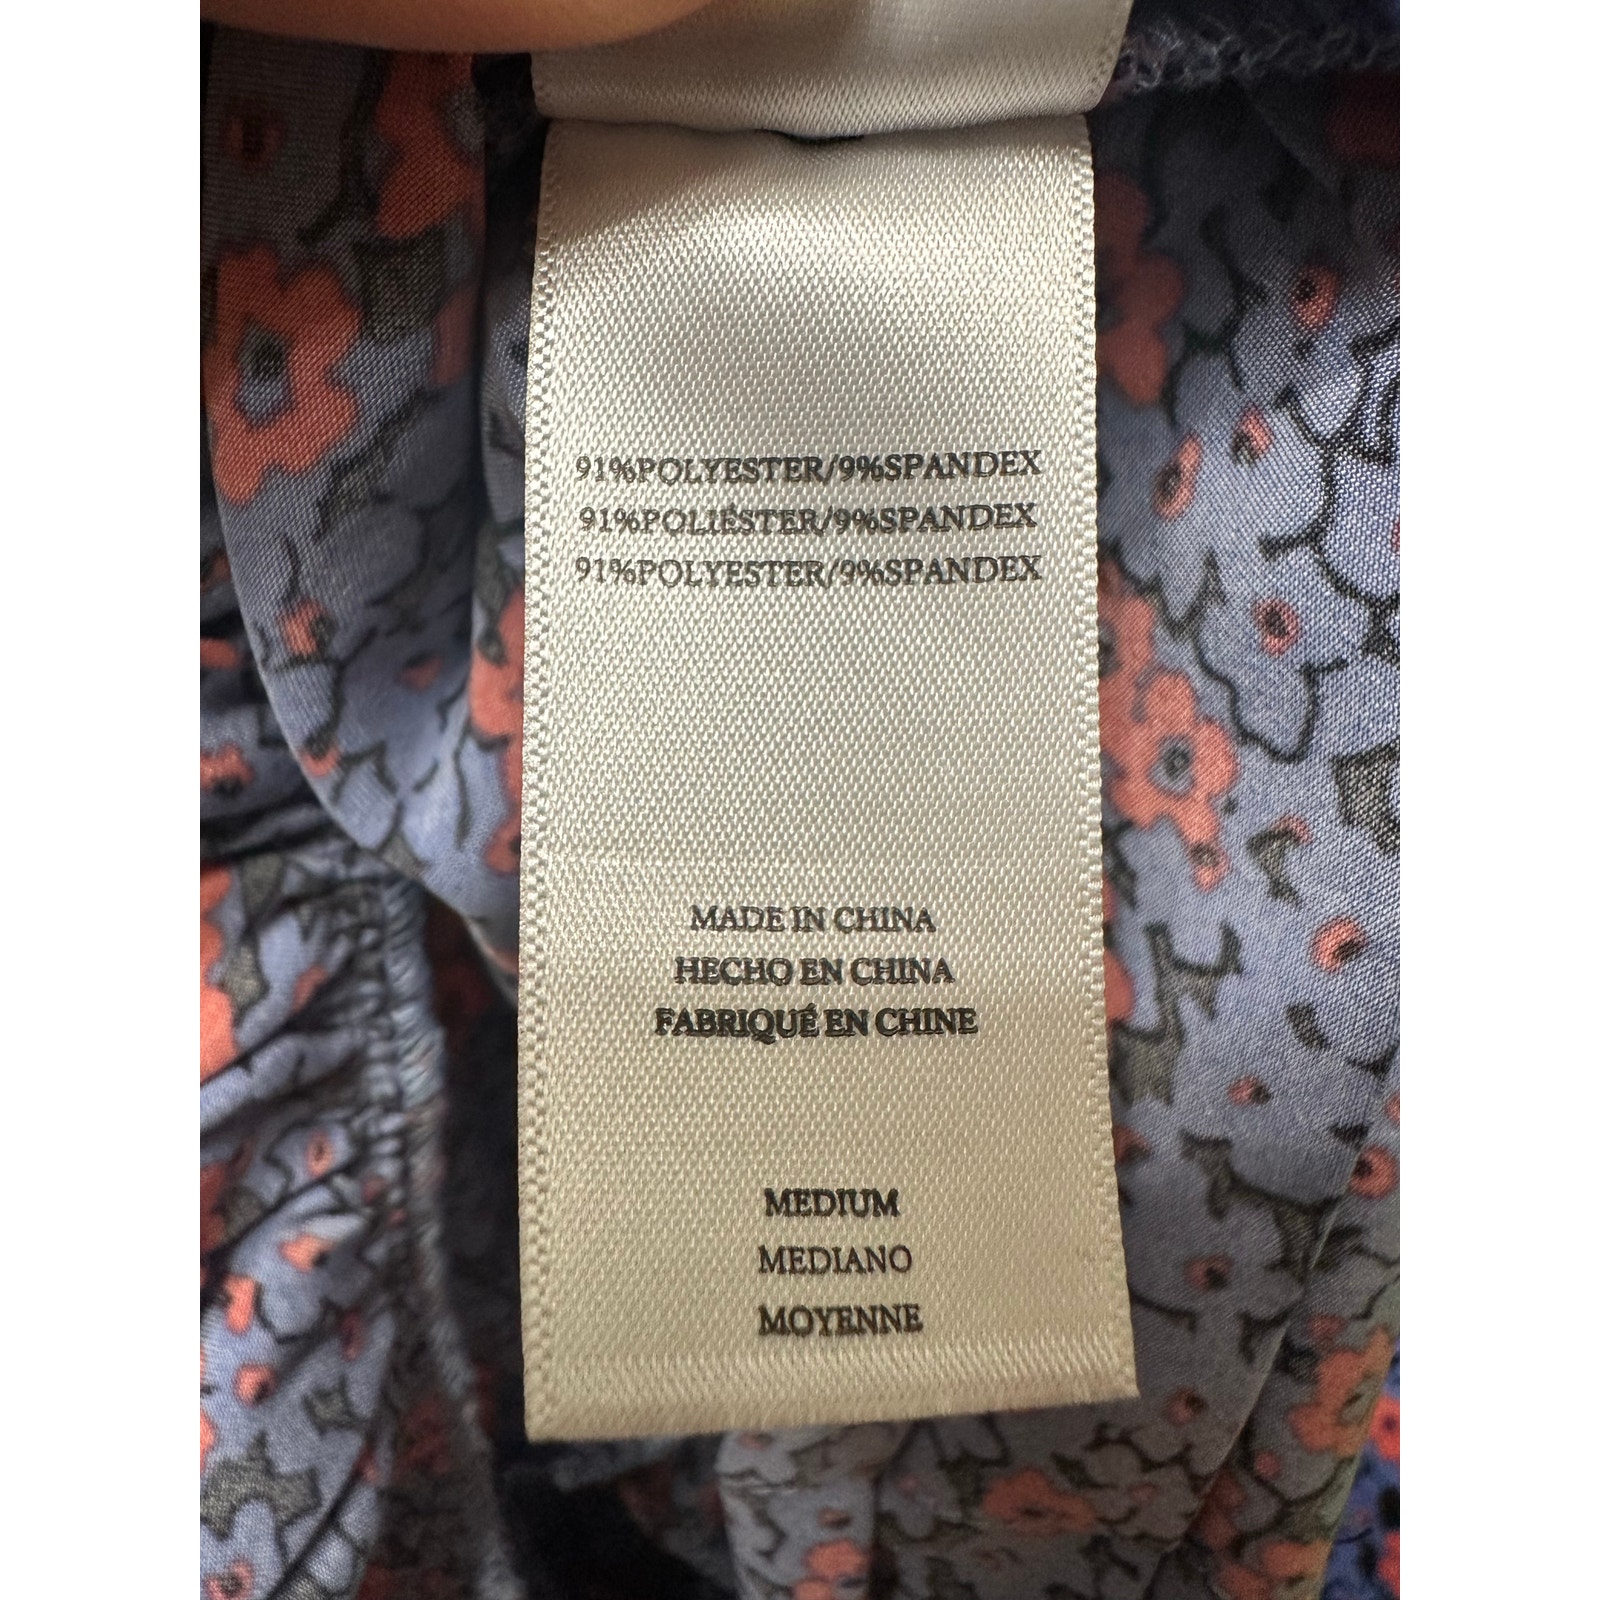 91%POLYESTER/9%SPANDEX
91%POLIÉSTER/9%SPANDEX
91%POLYESTER/9%SPANDEX
MADE IN CHINA
HECHO EN CHINA
FABRIQUÉ EN CHINE
MEDIUM
MEDIANO
MOYENNE